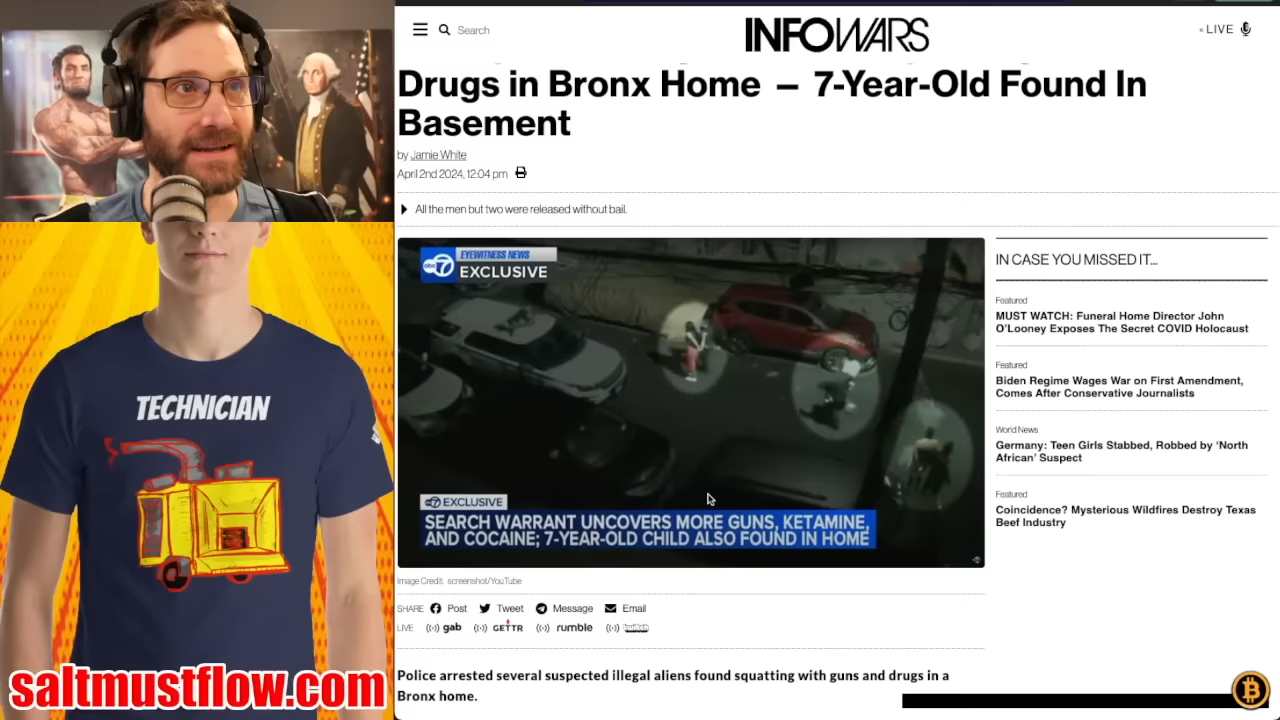 Search
INFOWARS
LIVE
Drugs in Bronx Home – 7-Year-Old Found In
Basement
by Jamie White
April 2nd 2024, 12:04 pm
All the men but two were released without bail.
7
EYEWITNESS NEWS
EXCLUSIVE
EXCLUSIVE
SEARCH WARRANT UNCOVERS MORE GUNS, KETAMINE,
AND COCAINE; 7-YEAR-OLD CHILD ALSO FOUND IN HOME
Image Credit: screenshot/YouTube
SHARE Post Tweet Message Email
LIVE gab GETTR rumble twitch
Police arrested several suspected illegal aliens found squatting with guns and drugs in a
Bronx home.
IN CASE YOU MISSED IT...
Featured
MUST WATCH: Funeral Home Director John
O'Looney Exposes The Secret COVID Holocaust
Featured
Biden Regime Wages War on First Amendment,
Comes After Conservative Journalists
World News
Germany: Teen Girls Stabbed, Robbed by ‘North
African’ Suspect
Featured
Coincidence? Mysterious Wildfires Destroy Texas
Beef Industry
TECHNICIAN
saltmustflow.com